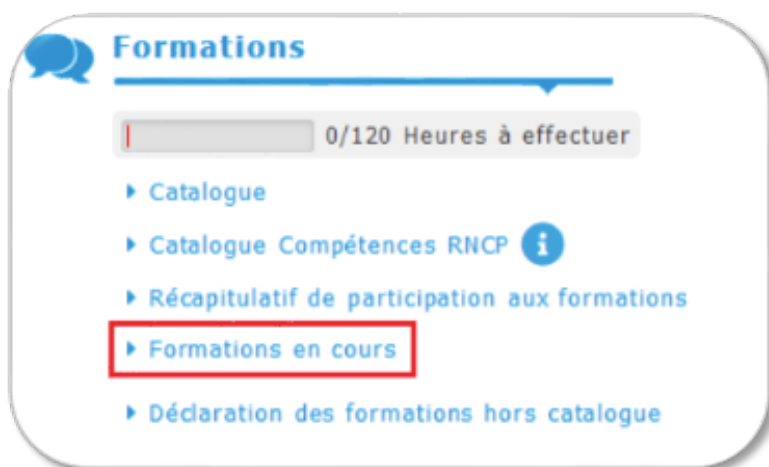 Formations
0/120 Heures à effectuer
Catalogue
Catalogue Compétences RNCP i
Récapitulatif de participation aux formations
Formations en cours
Déclaration des formations hors catalogue